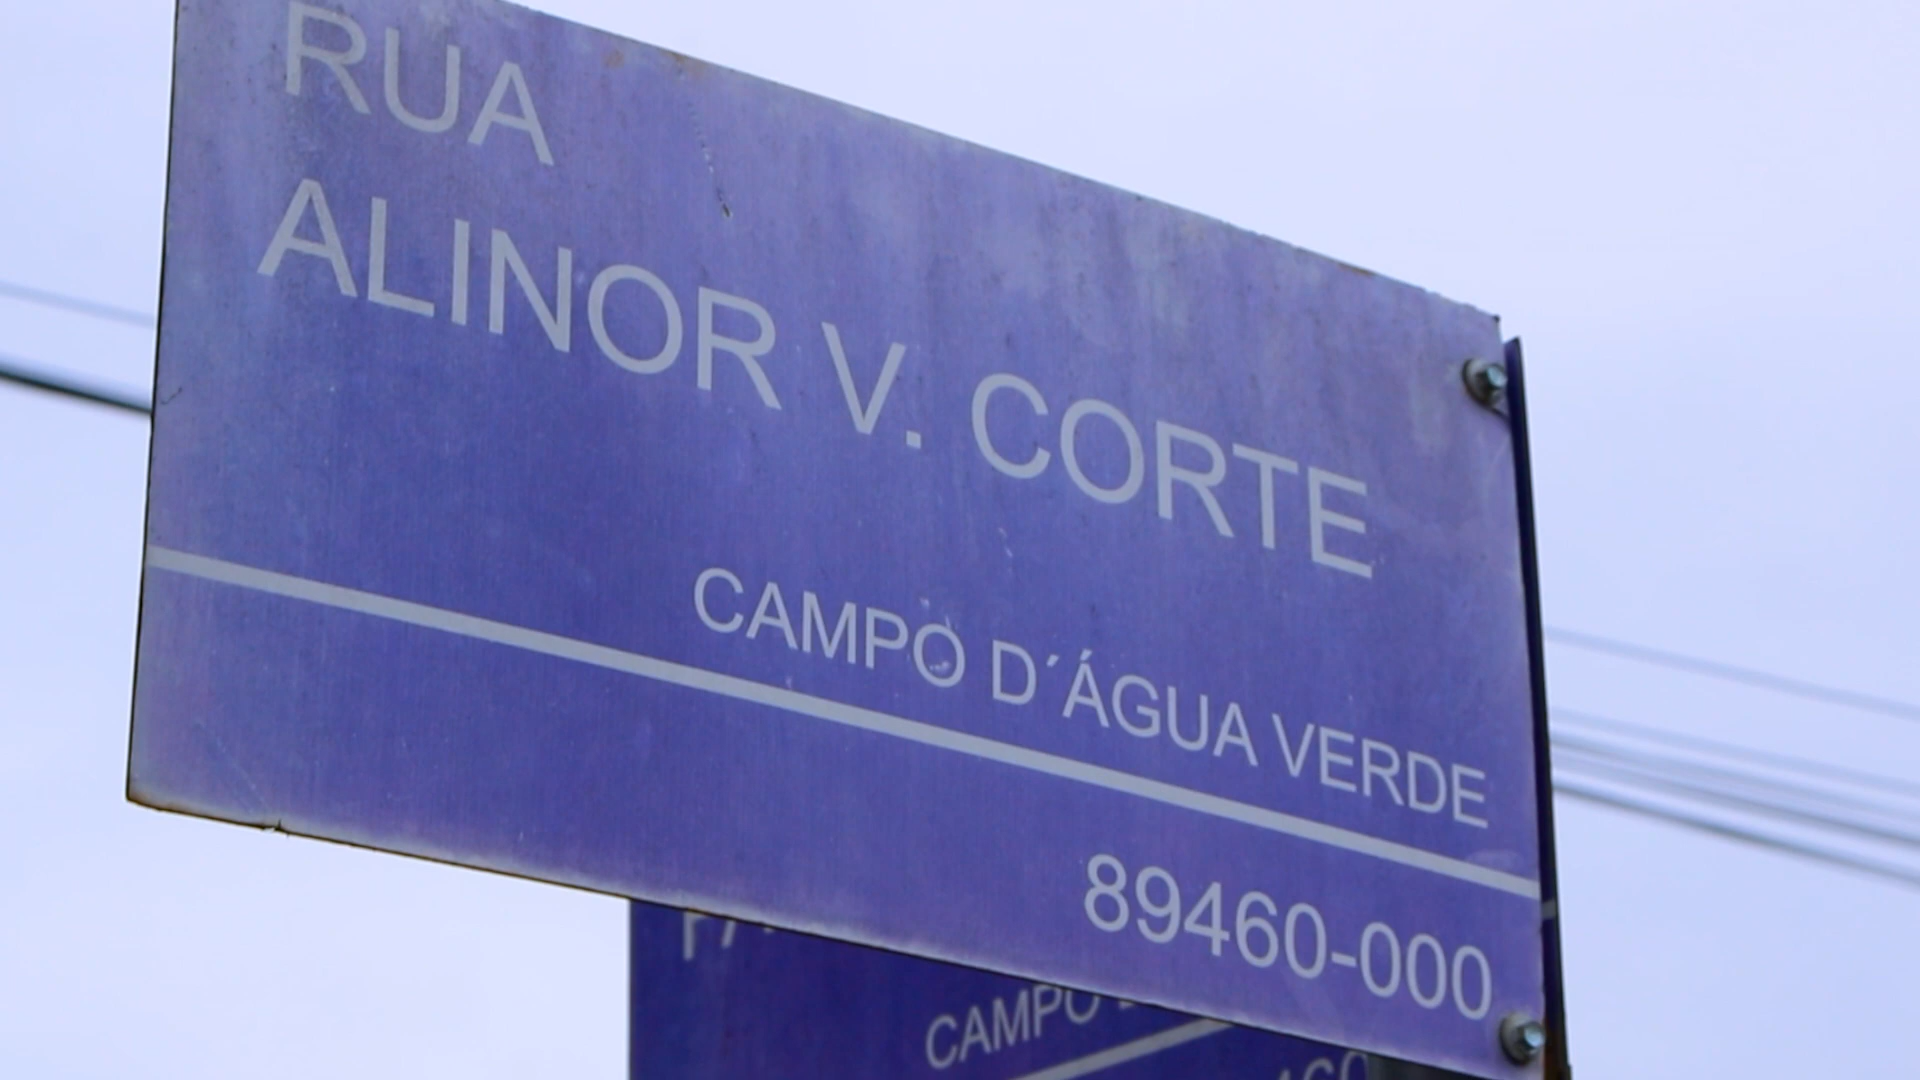 RUA
ALINOR V. CORTE
CAMPO D´ÁGUA VERDE
89460-000
CAMPO